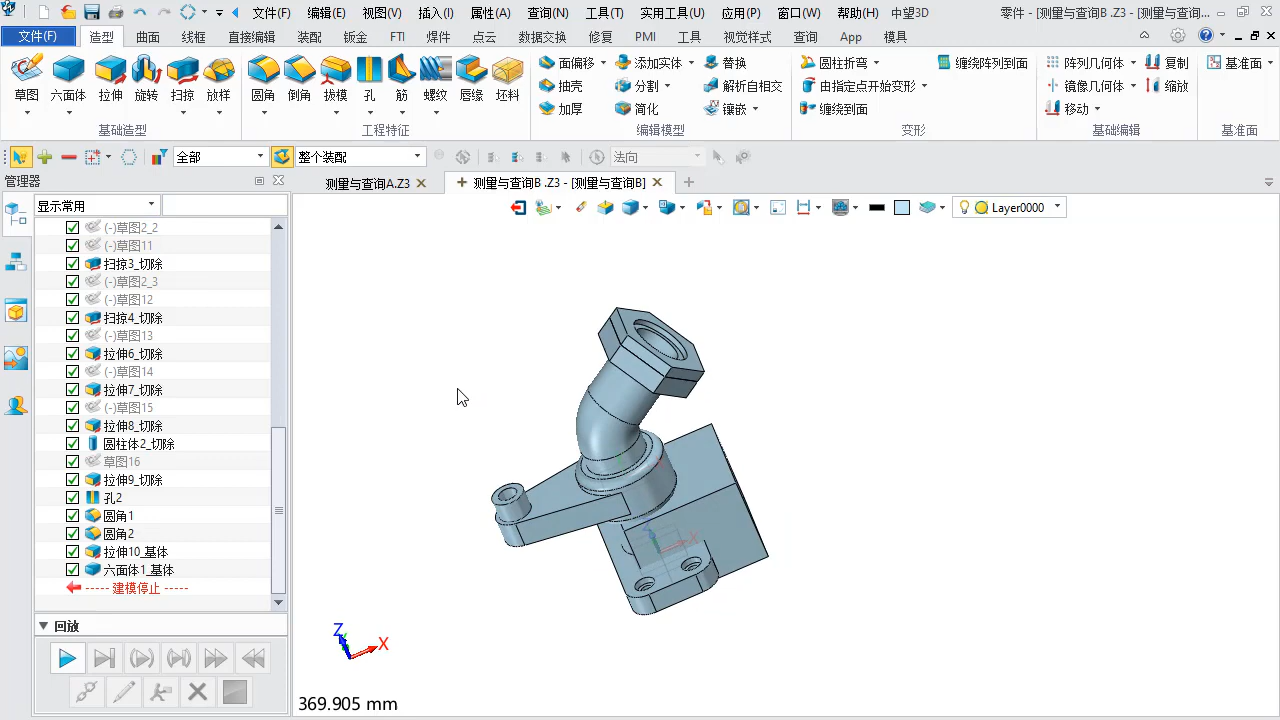 文件(F) 编辑(E) 视图(V) 插入(I) 属性(A) 查询(N) 工具(T) 实用工具(U) 应用(P) 窗口(W) 帮助(H) 中望3D 零件 - [测量与查询B .Z3 - [测量与查询...
文件(F) 造型 曲面 线框 直接编辑 装配 钣金 FTI 焊件 点云 数据交换 修复 PMI 工具 视觉样式 查询 App 模具
草图 六面体 拉伸 旋转 扫掠 放样 圆角 倒角 拔模 孔 筋 螺纹 唇缘 坯料
面偏移 添加实体 替换 圆柱折弯 缠绕阵列到面 阵列几何体 复制 基准面
抽壳 分割 解析自相交 由指定点开始变形 镜像几何体 缩放
加厚 简化 镶嵌 缠绕到面 移动
基础造型 工程特征 编辑模型 变形 基础编辑 基准面
全部 整个装配 法向
管理器 测量与查询A.Z3 测量与查询B .Z3 - [测量与查询B]
显示常用 Layer0000
(-)草图2_2
(-)草图11
扫掠3_切除
(-)草图2_3
(-)草图12
扫掠4_切除
(-)草图13
拉伸6_切除
(-)草图14
拉伸7_切除
(-)草图15
拉伸8_切除
圆柱体2_切除
草图16
拉伸9_切除
孔2
圆角1
圆角2
拉伸10_基体
六面体1_基体
----- 建模停止 -----
回放
Z
X
Z
X
369.905 mm